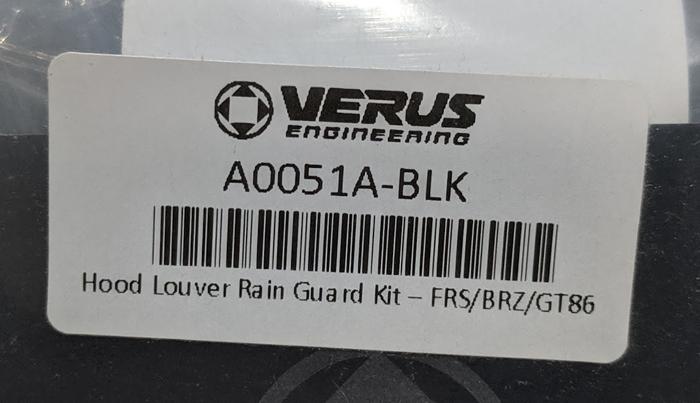 VERUS
ENGINEERING
A0051A-BLK
Hood Louver Rain Guard Kit – FRS/BRZ/GT86